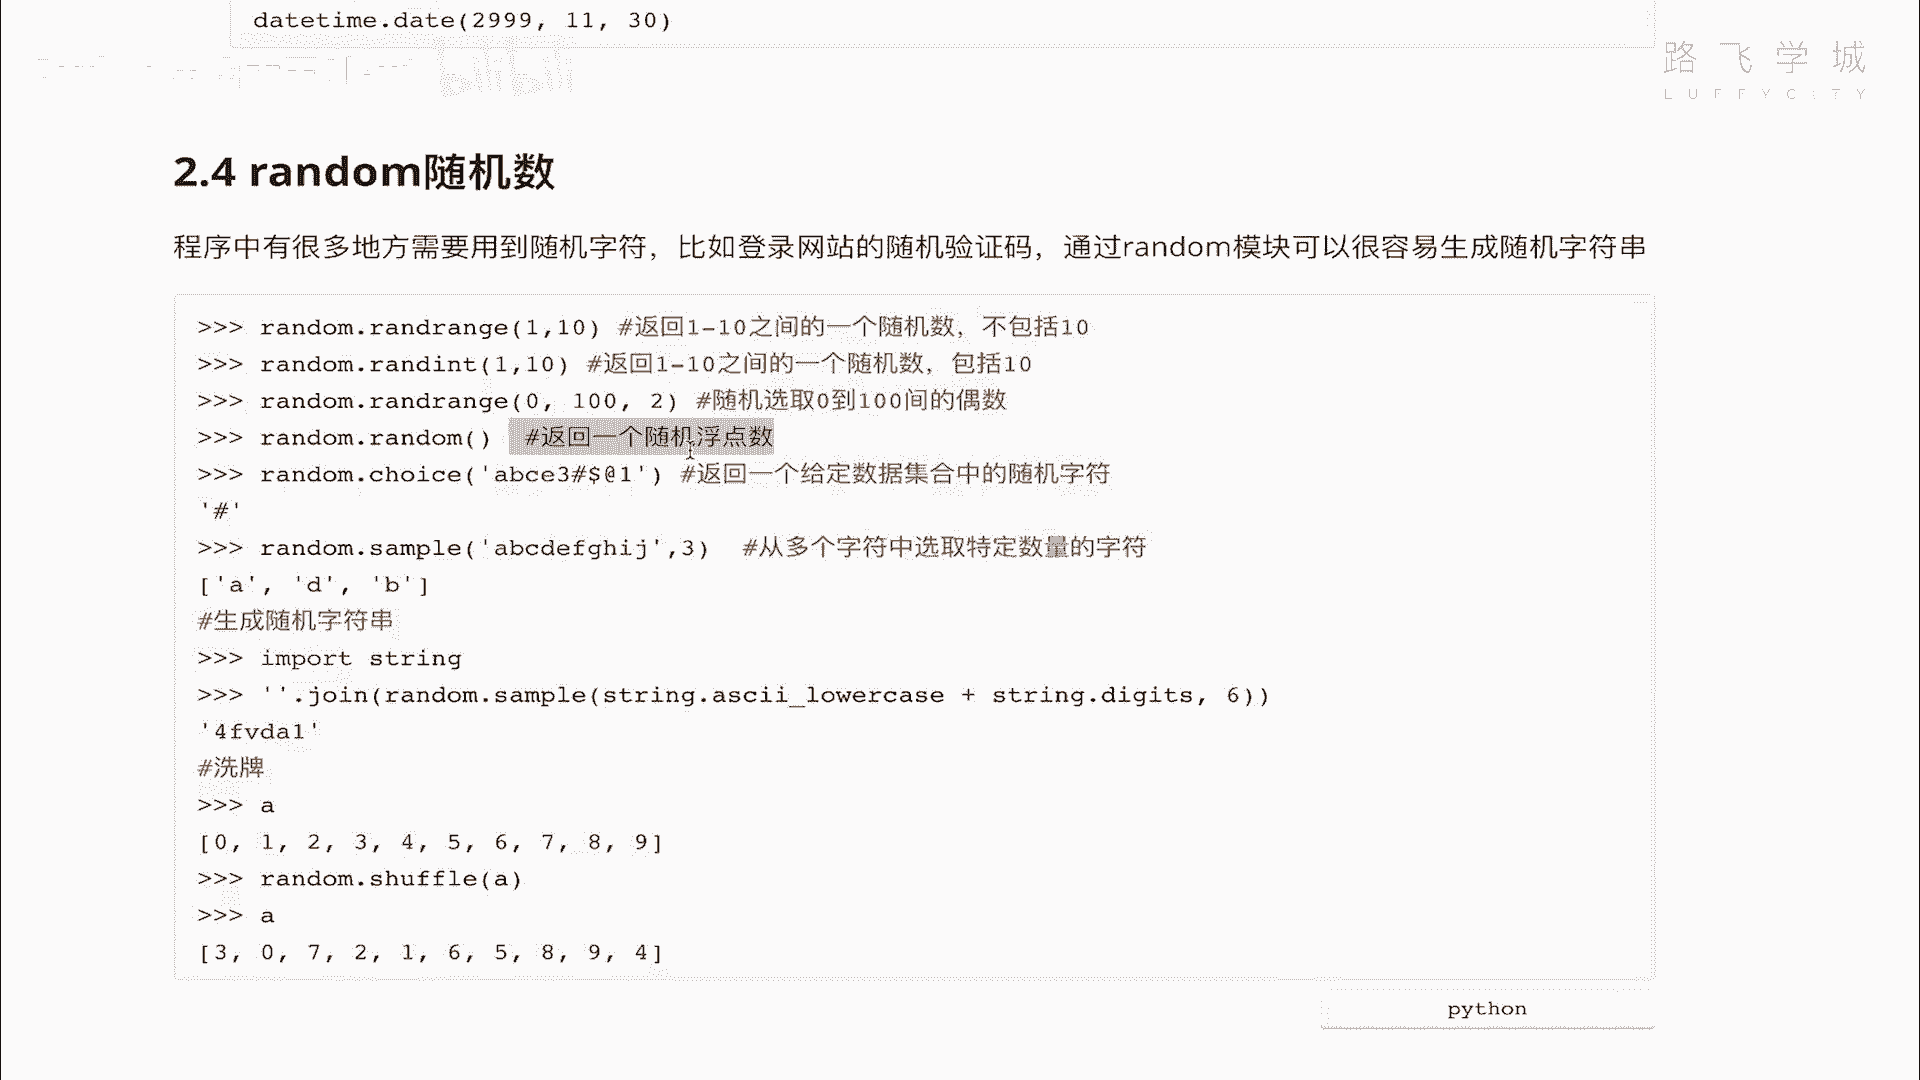 datetime.date(2999, 11, 30)
路飞学城
LUFFYCITY
bilibili
2.4 random随机数
程序中有很多地方需要用到随机字符，比如登录网站的随机验证码，通过random模块可以很容易生成随机字符串
>>> random.randrange(1,10) #返回1-10之间的一个随机数，不包括10
>>> random.randint(1,10) #返回1-10之间的一个随机数，包括10
>>> random.randrange(0, 100, 2) #随机选取0到100间的偶数
>>> random.random() #返回一个随机浮点数
>>> random.choice('abce3#$@1') #返回一个给定数据集合中的随机字符
'#'
>>> random.sample('abcdefghij',3) #从多个字符中选取特定数量的字符
['a', 'd', 'b']
#生成随机字符串
>>> import string
>>> ''.join(random.sample(string.ascii_lowercase + string.digits, 6))
'4fvda1'
#洗牌
>>> a
[0, 1, 2, 3, 4, 5, 6, 7, 8, 9]
>>> random.shuffle(a)
>>> a
[3, 0, 7, 2, 1, 6, 5, 8, 9, 4]
python